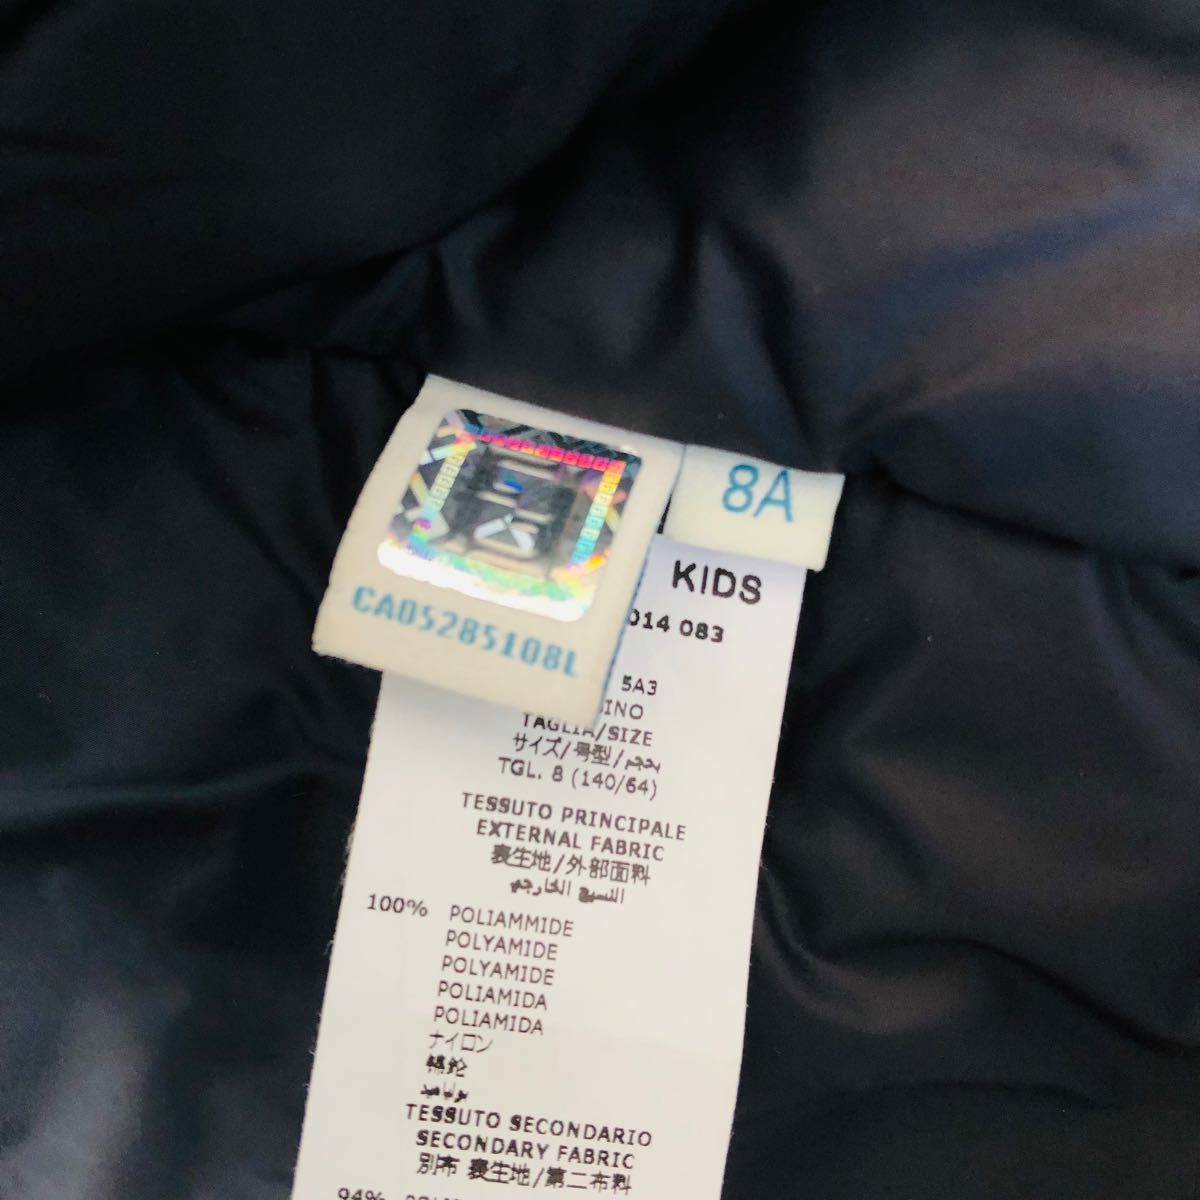 8A
CA05285108L
KIDS
014 083
5A3
TAGLIA/SIZE
サイズ/号型/حجم
TGL. 8 (140/64)
TESSUTO PRINCIPALE
EXTERNAL FABRIC
表生地/外部面料
النسيج الخارجي
100% POLIAMMIDE
POLYAMIDE
POLYAMIDE
POLIAMIDA
POLIAMIDA
ナイロン
锦纶
TESSUTO SECONDARIO
SECONDARY FABRIC
別布 表生地/第二布料
94%